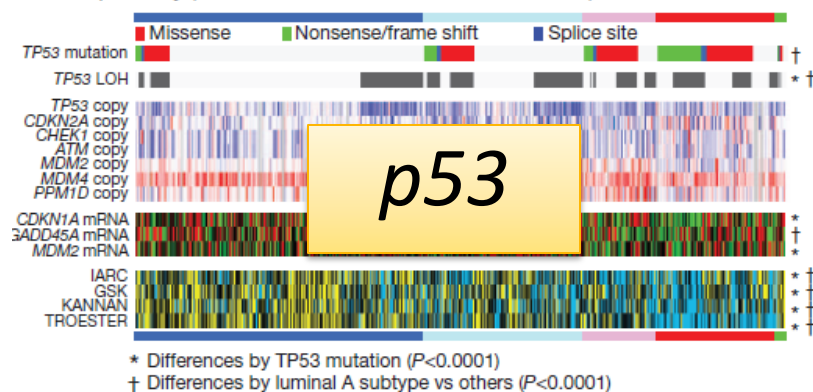 Missense Nonsense/frame shift Splice site
TP53 mutation †
TP53 LOH * †
TP53 copy
CDKN2A copy
CHEK1 copy
ATM copy
MDM2 copy
MDM4 copy
PPM1D copy
p53
CDKN1A mRNA *
GADD45A mRNA †
MDM2 mRNA *
IARC * †
GSK * †
KANNAN * †
TROESTER * †
* Differences by TP53 mutation (P<0.0001)
† Differences by luminal A subtype vs others (P<0.0001)